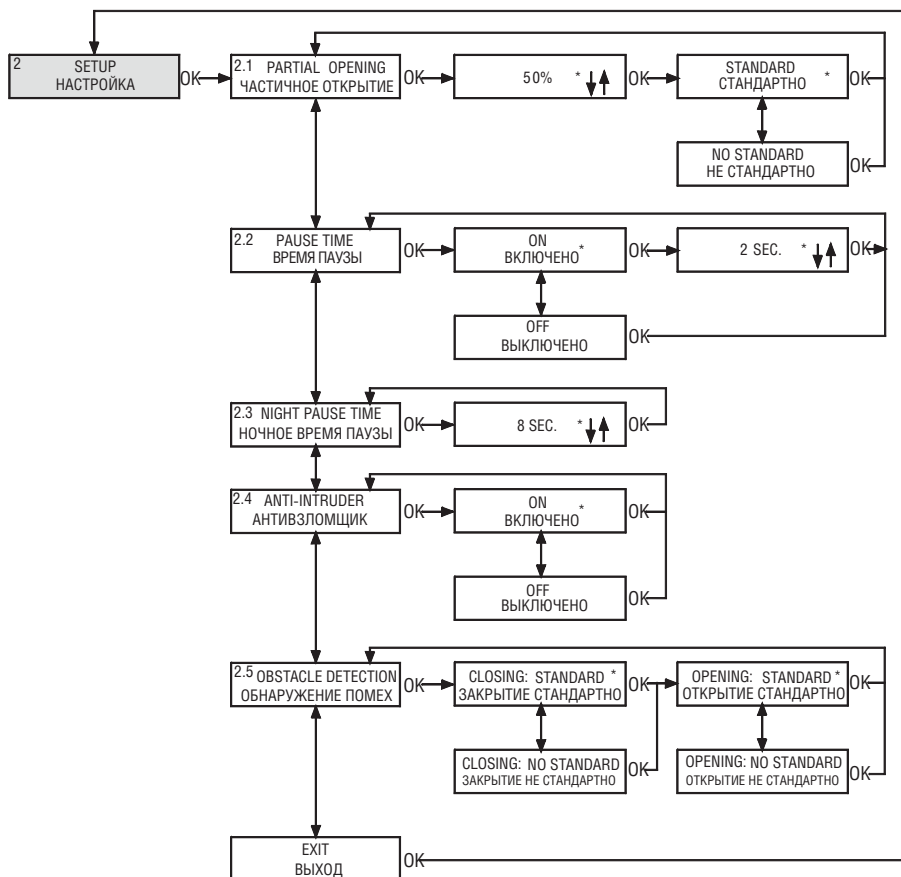 2 SETUP
НАСТРОЙКА
OK
2.1 PARTIAL OPENING
ЧАСТИЧНОЕ ОТКРЫТИЕ
OK
50% *
OK
STANDARD
СТАНДАРТНО *
OK
NO STANDARD
НЕ СТАНДАРТНО
OK
2.2 PAUSE TIME
ВРЕМЯ ПАУЗЫ
OK
ON
ВКЛЮЧЕНО *
OK
2 SEC. *
OK
OFF
ВЫКЛЮЧЕНО
OK
2.3 NIGHT PAUSE TIME
НОЧНОЕ ВРЕМЯ ПАУЗЫ
OK
8 SEC. *
OK
2.4 ANTI-INTRUDER
АНТИВЗЛОМЩИК
OK
ON
ВКЛЮЧЕНО *
OK
OFF
ВЫКЛЮЧЕНО
OK
2.5 OBSTACLE DETECTION
ОБНАРУЖЕНИЕ ПОМЕХ
OK
CLOSING: STANDARD *
ЗАКРЫТИЕ СТАНДАРТНО
OK
OPENING: STANDARD *
ОТКРЫТИЕ СТАНДАРТНО
OK
CLOSING: NO STANDARD
ЗАКРЫТИЕ НЕ СТАНДАРТНО
OK
OPENING: NO STANDARD
ОТКРЫТИЕ НЕ СТАНДАРТНО
OK
EXIT
ВЫХОД
OK